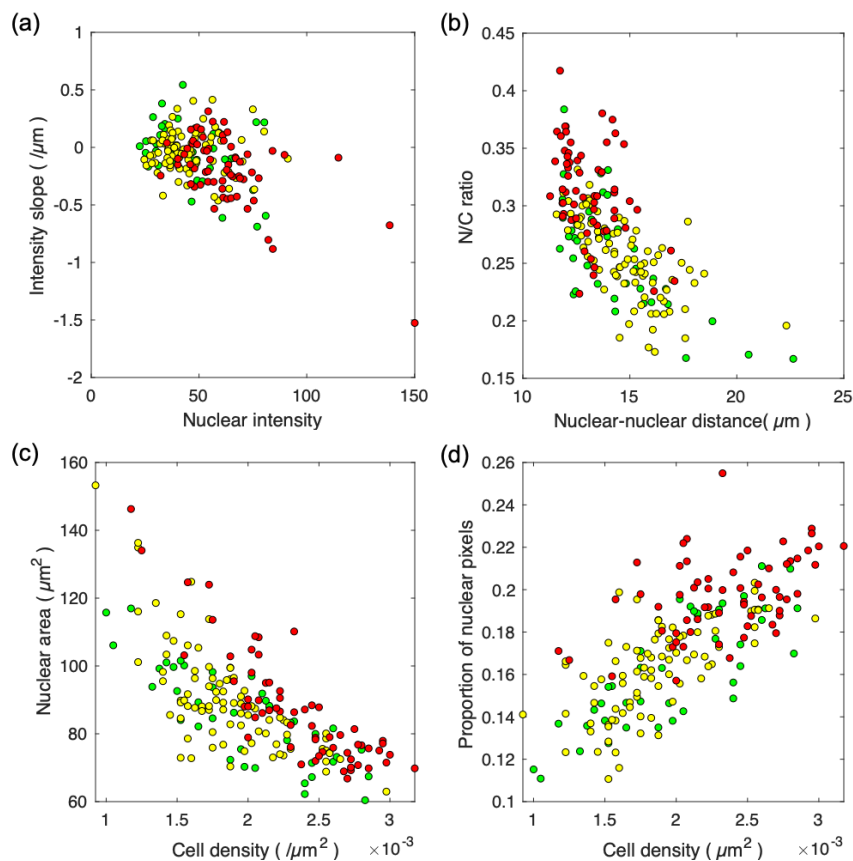 (a)
1
0.5
0
-0.5
-1
-1.5
-2
Intensity slope ( /µm)
0 50 100 150
Nuclear intensity
(b)
0.45
0.4
0.35
0.3
0.25
0.2
0.15
N/C ratio
10 15 20 25
Nuclear-nuclear distance( µm )
(c)
160
140
120
100
80
60
Nuclear area ( µm²)
1 1.5 2 2.5 3
Cell density ( /µm²) ×10⁻³
(d)
0.26
0.24
0.22
0.2
0.18
0.16
0.14
0.12
0.1
Proportion of nuclear pixels
1 1.5 2 2.5 3
Cell density ( µm²) ×10⁻³